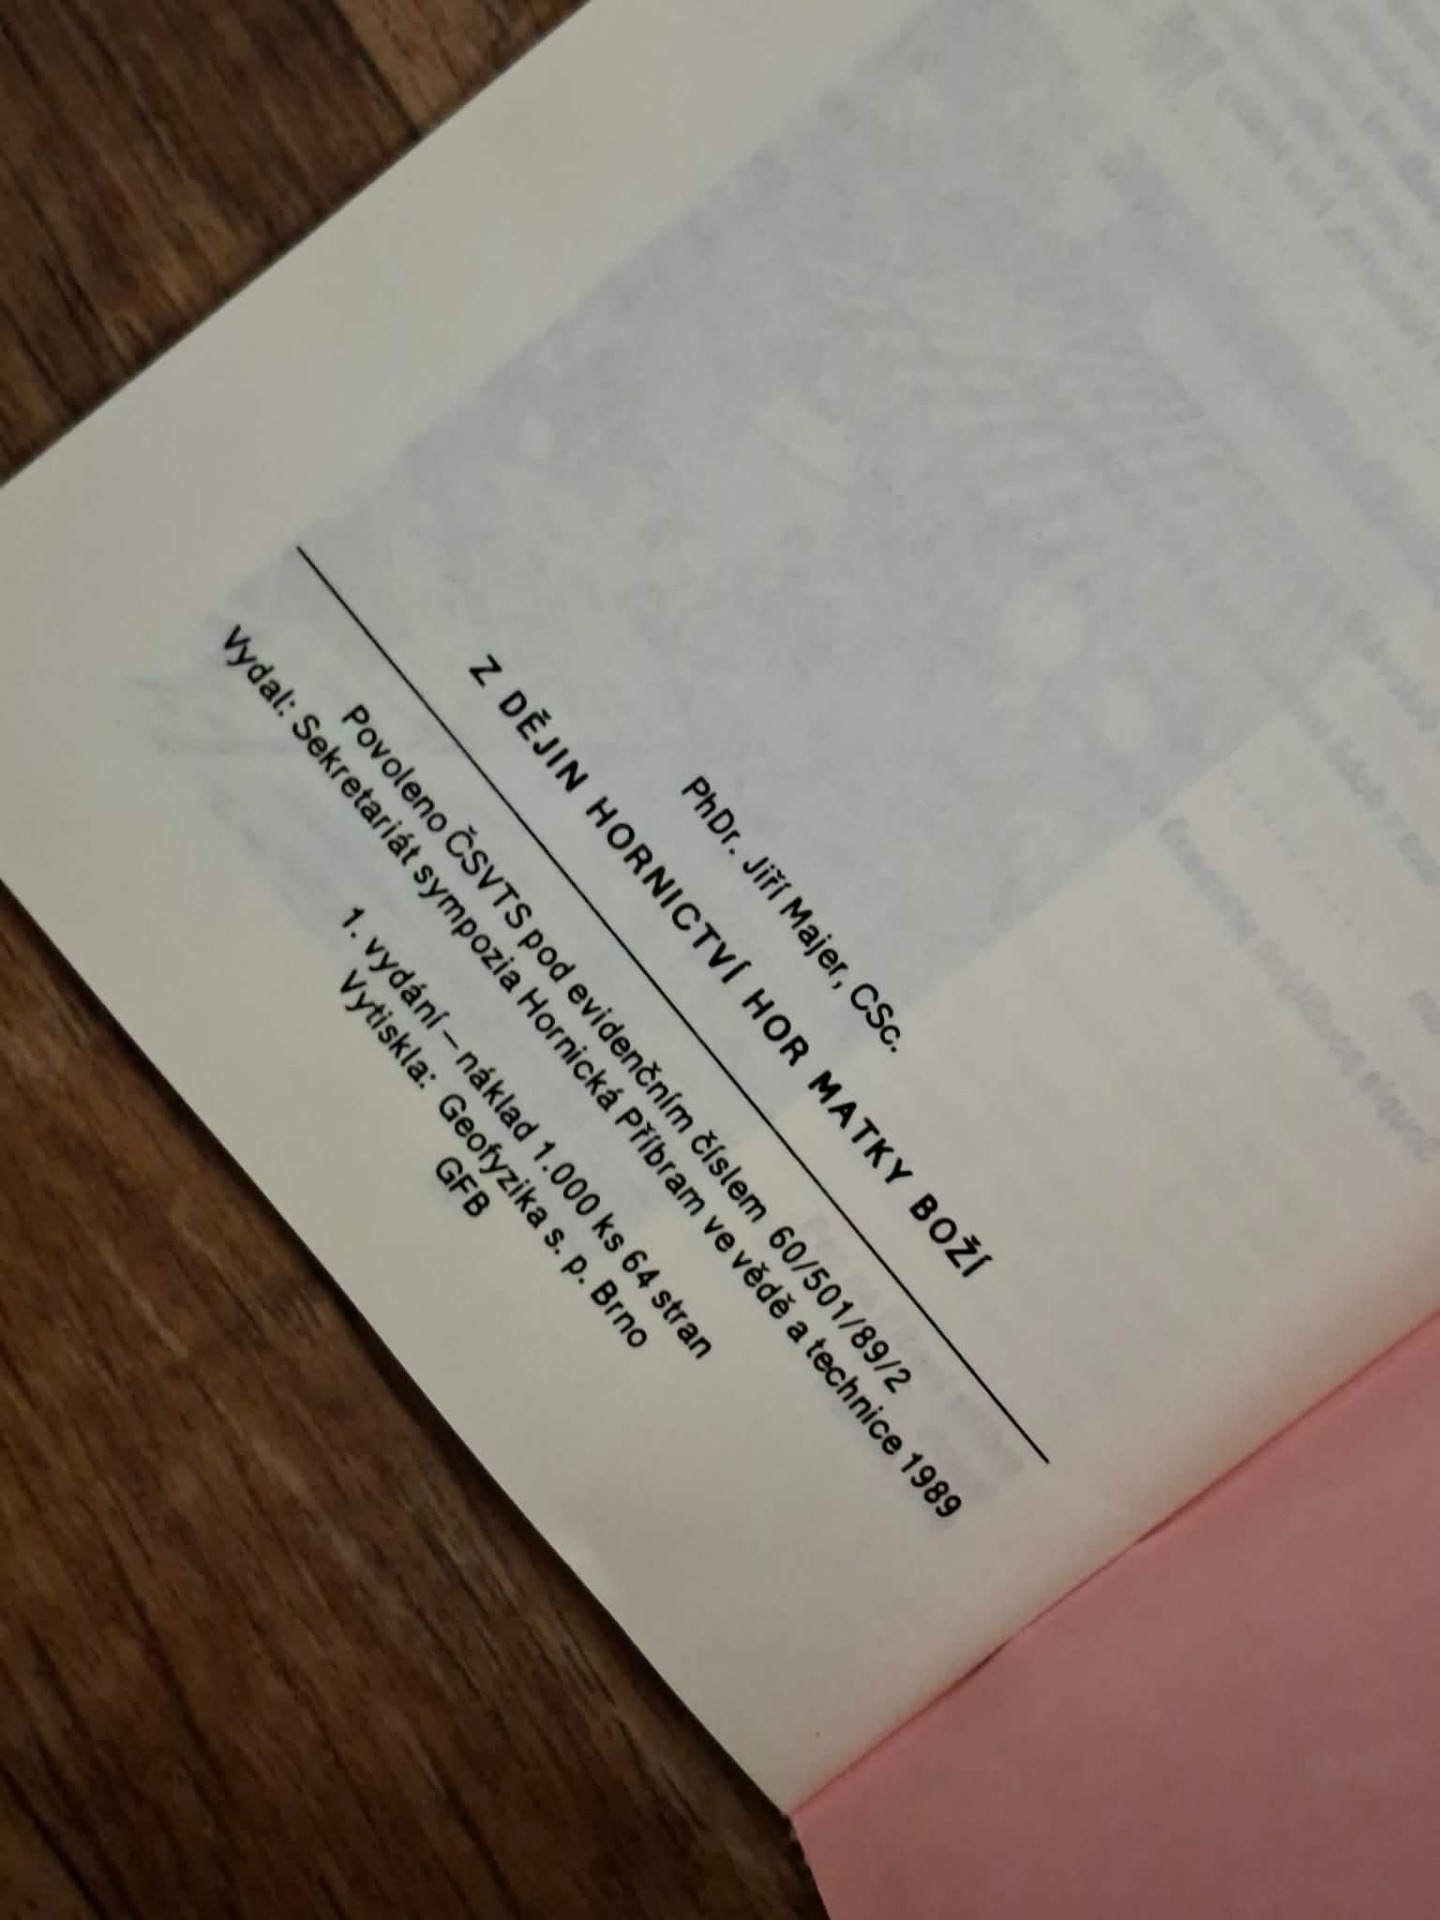 PhDr. Jiří Majer, CSc.
Z DĚJIN HORNICTVÍ HOR MATKY BOŽÍ
Povoleno ČSVTS pod evidenčním číslem 60/501/89/2
Vydal: Sekretariát sympozia Hornická Příbram ve vědě a technice 1989
1. vydání – náklad 1.000 ks 64 stran
Vytiskla: Geofyzika s. p. Brno
GFB